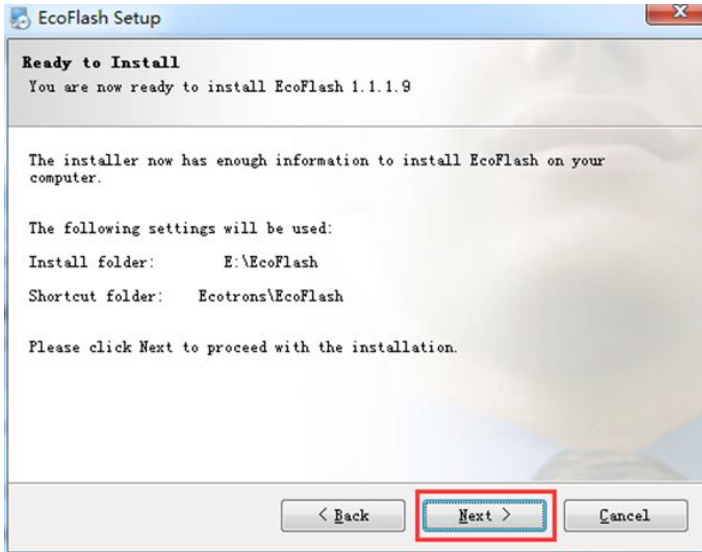 EcoFlash Setup
Ready to Install
You are now ready to install EcoFlash 1.1.1.9
The installer now has enough information to install EcoFlash on your
computer.
The following settings will be used:
Install folder: E:\EcoFlash
Shortcut folder: Ecotrons\EcoFlash
Please click Next to proceed with the installation.
< Back Next > Cancel